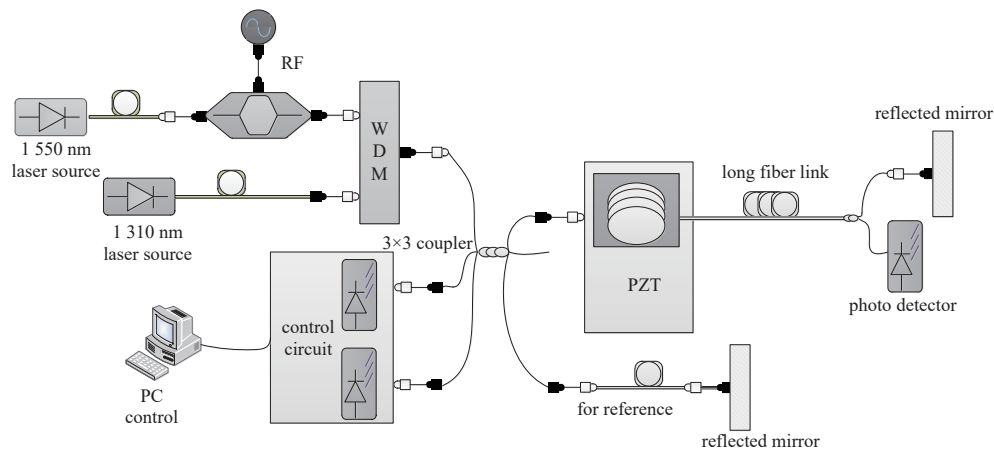 RF
1 550 nm
laser source
W
D
M
1 310 nm
laser source
3×3 coupler
control
circuit
PC
control
PZT
long fiber link
reflected mirror
photo detector
for reference
reflected mirror